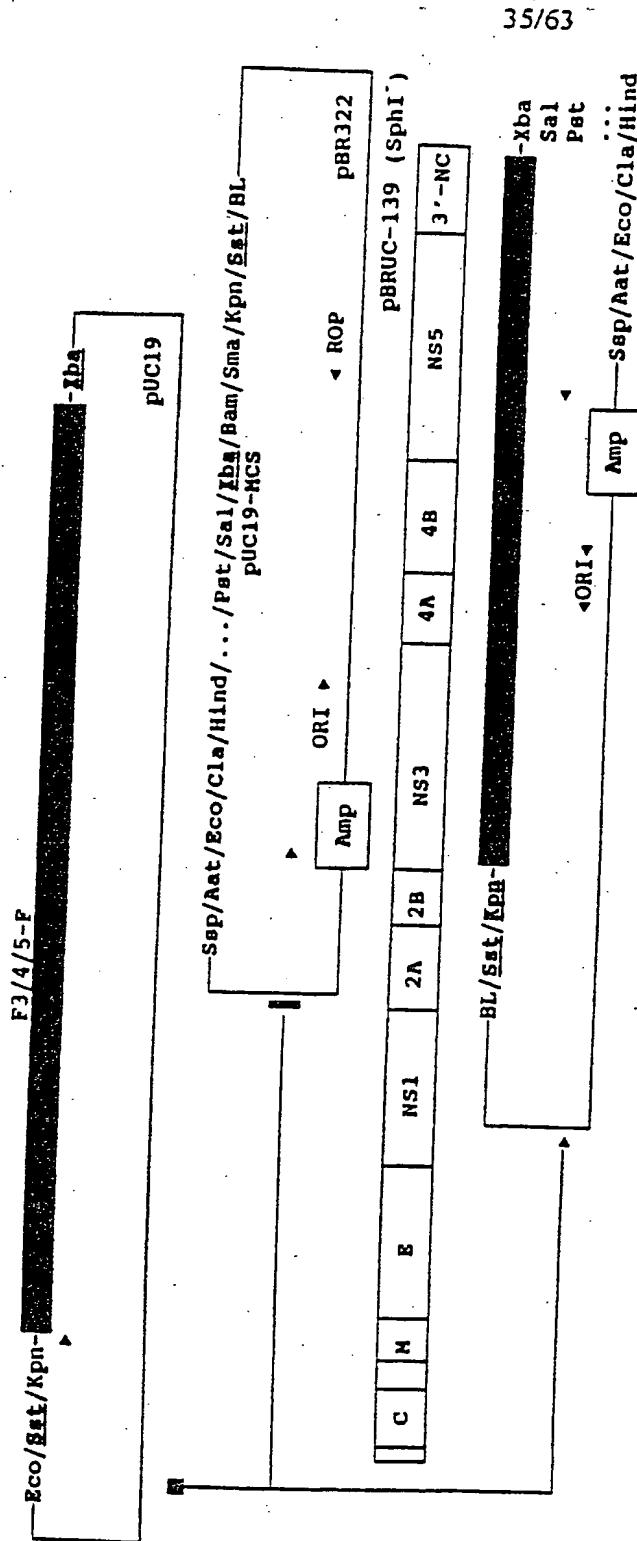 35/63
F3/4/5-P
Eco/Sst/Kpn-
-Xba
pUC19
Ssp/Aat/Eco/Cla/Hind/.../Pst/Sal/Xba/Bam/Sma/Kpn/Sst/BL
pUC19-MCS
ORI
ROP
Amp
pBR322
pBRUC-139 (SphI⁻)
C
M
E
NS1
2A
2B
NS3
4A
4B
NS5
3'-NC
BL/Sst/Kpn-
-Xba
Sal
Pst
...
ORI
Amp
Ssp/Aat/Eco/Cla/Hind